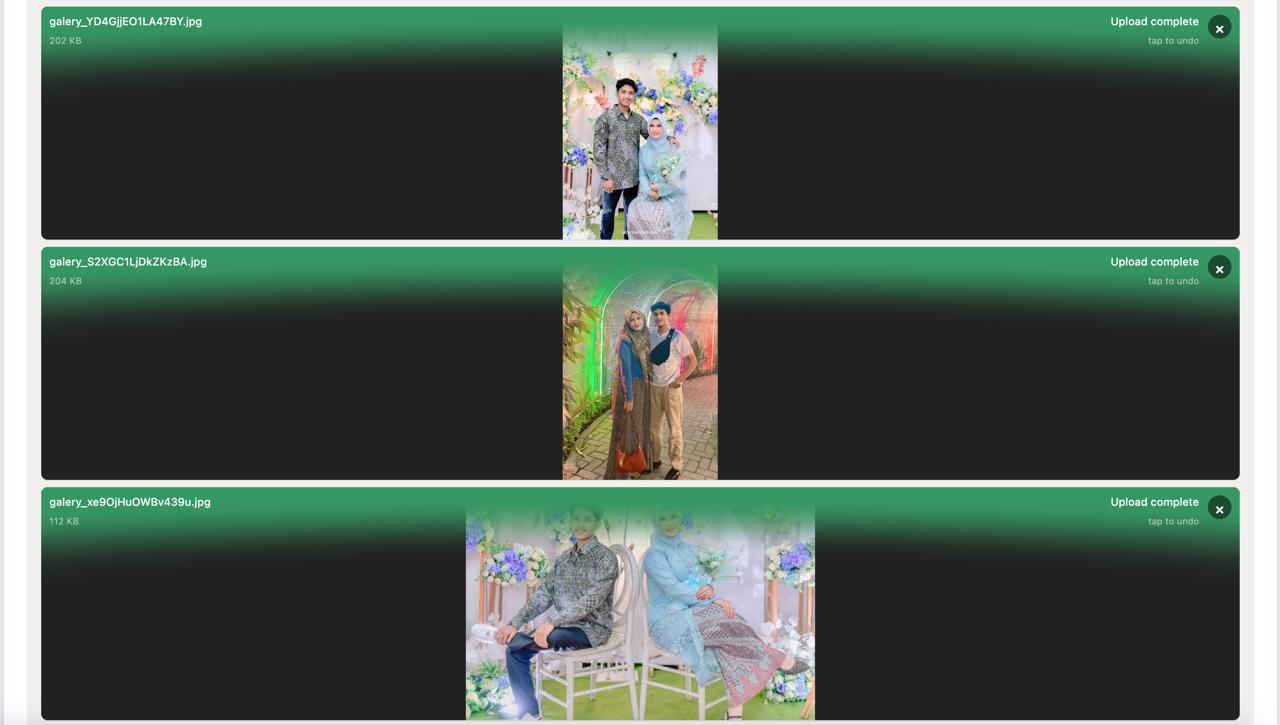 galery_YD4GjjEO1LA47BY.jpg
Upload complete
202 KB
tap to undo
galery_S2XGC1LjDkZKzBA.jpg
Upload complete
204 KB
tap to undo
galery_xe9OjHuOWBv439u.jpg
Upload complete
112 KB
tap to undo